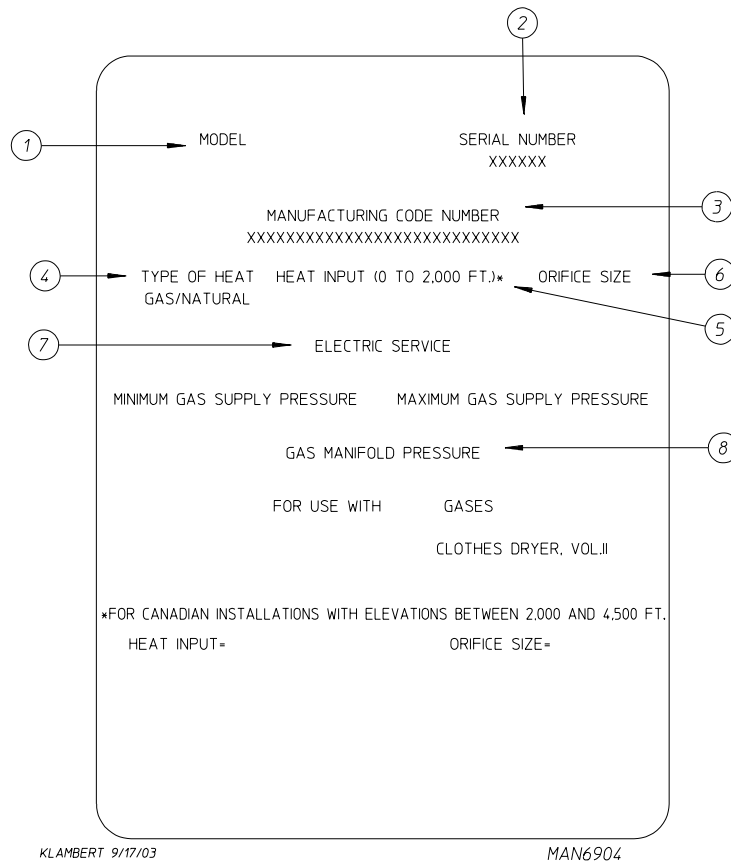 2
1
MODEL SERIAL NUMBER
XXXXXX
3
MANUFACTURING CODE NUMBER
XXXXXXXXXXXXXXXXXXXXXXXXXXXX
4
TYPE OF HEAT HEAT INPUT (0 TO 2,000 FT.)* ORIFICE SIZE
6
GAS/NATURAL
5
7
ELECTRIC SERVICE
MINIMUM GAS SUPPLY PRESSURE MAXIMUM GAS SUPPLY PRESSURE
8
GAS MANIFOLD PRESSURE
FOR USE WITH GASES
CLOTHES DRYER, VOL.II
*FOR CANADIAN INSTALLATIONS WITH ELEVATIONS BETWEEN 2,000 AND 4,500 FT.
HEAT INPUT= ORIFICE SIZE=
KLAMBERT 9/17/03 MAN6904